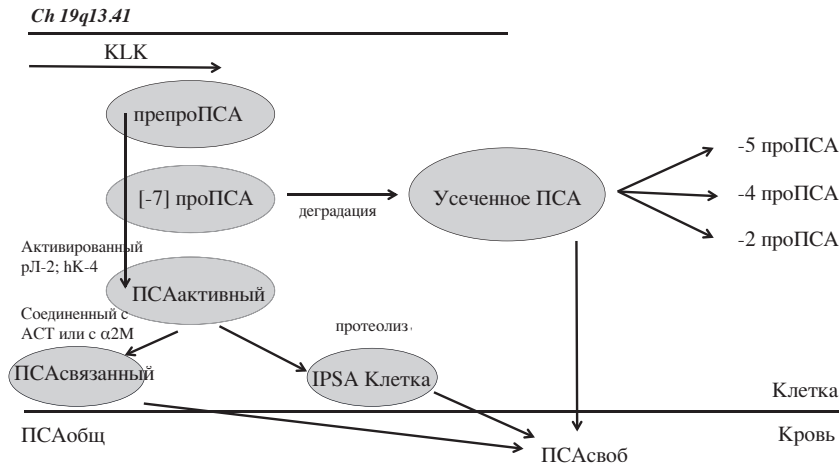 Ch 19q13.41
KLK
препроПСА
[-7] проПСА
деградация
Усеченное ПСА
-5 проПСА
-4 проПСА
-2 проПСА
Активированный
рЛ-2; hK-4
ПСАактивный
Соединенный с
АСТ или с α2М
протеолиз
ПСАсвязанный
IPSA Клетка
Клетка
ПСАобщ
Кровь
ПСАсвоб